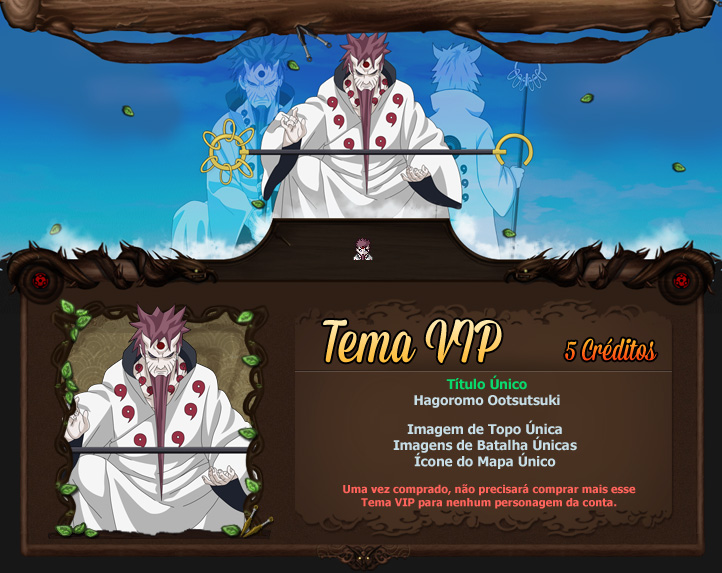 Tema VIP
5 Créditos
Título Único
Hagoromo Ootsutsuki
Imagem de Topo Única
Imagens de Batalha Únicas
Ícone do Mapa Único
Uma vez comprado, não precisará comprar mais esse
Tema VIP para nenhum personagem da conta.